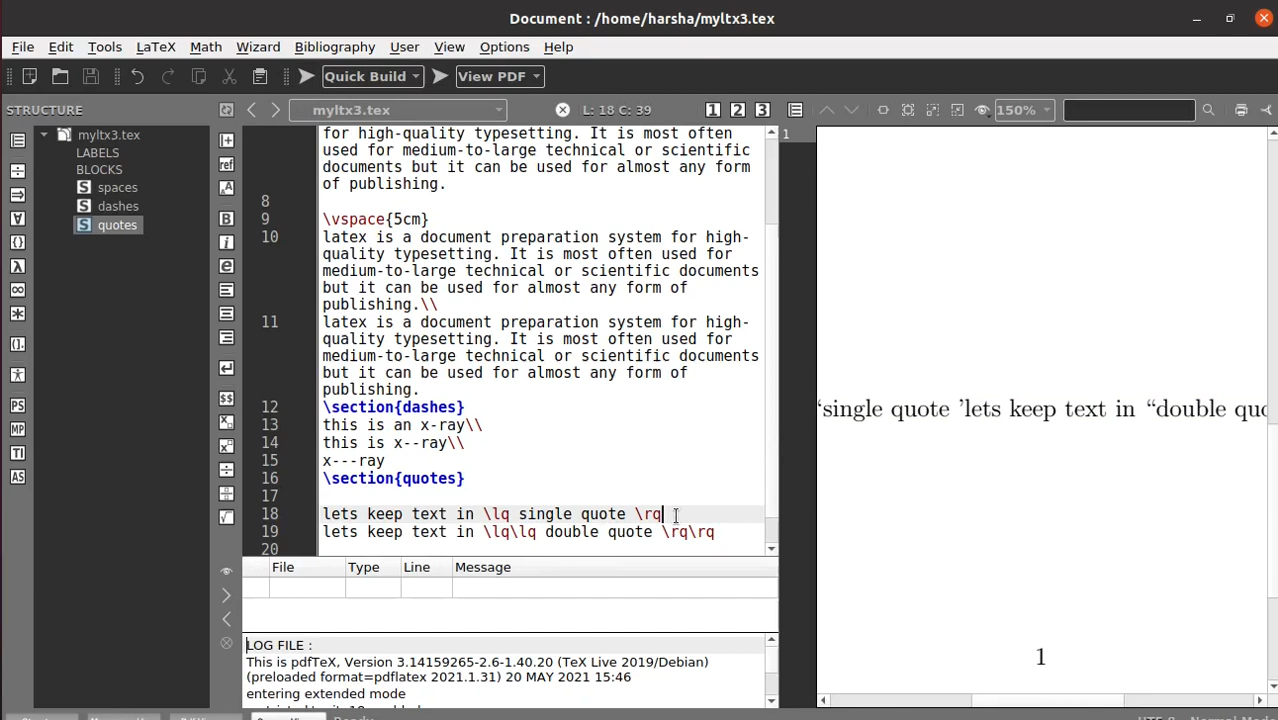 Document : /home/harsha/myltx3.tex
File Edit Tools LaTeX Math Wizard Bibliography User View Options Help
Quick Build View PDF
STRUCTURE myltx3.tex L: 18 C: 39 1 2 3 150%
myltx3.tex
LABELS
BLOCKS
S spaces
S dashes
S quotes
for high-quality typesetting. It is most often
used for medium-to-large technical or scientific
documents but it can be used for almost any form
of publishing.
8
9 \vspace{5cm}
10 latex is a document preparation system for high-
quality typesetting. It is most often used for
medium-to-large technical or scientific documents
but it can be used for almost any form of
publishing.\\
11 latex is a document preparation system for high-
quality typesetting. It is most often used for
medium-to-large technical or scientific documents
but it can be used for almost any form of
publishing.
12 \section{dashes}
13 this is an x-ray\\
14 this is x--ray\\
15 x---ray
16 \section{quotes}
17
18 lets keep text in \lq single quote \rq
19 lets keep text in \lq\lq double quote \rq\rq
20
PS
MP
TI
AS
File Type Line Message
LOG FILE :
This is pdfTeX, Version 3.14159265-2.6-1.40.20 (TeX Live 2019/Debian)
(preloaded format=pdflatex 2021.1.31) 20 MAY 2021 15:46
entering extended mode
1
‘single quote ’lets keep text in “double quo
1